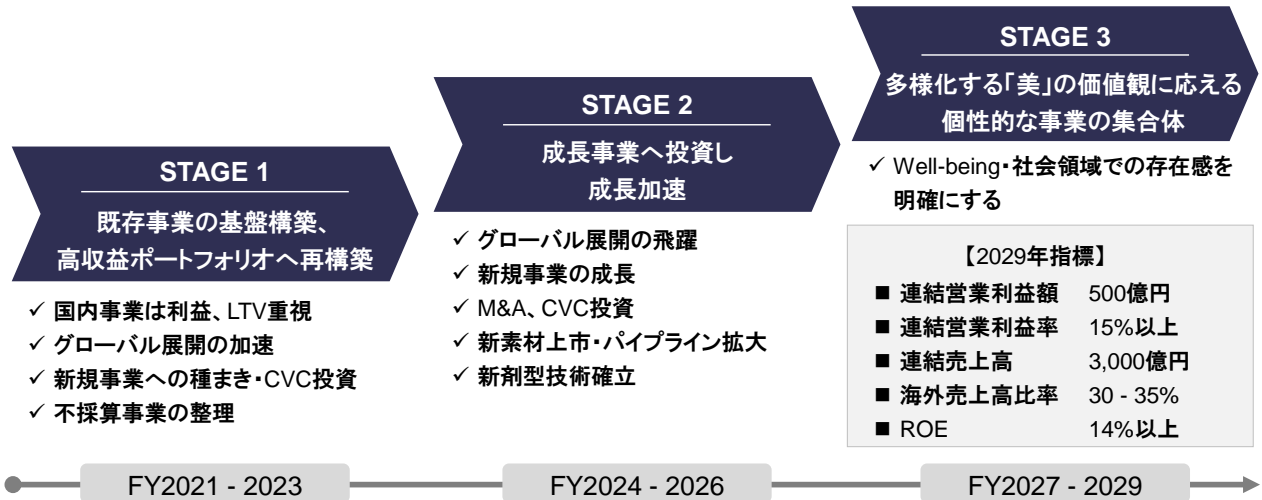 STAGE 1
既存事業の基盤構築、
高収益ポートフォリオへ再構築
✓ 国内事業は利益、LTV重視
✓ グローバル展開の加速
✓ 新規事業への種まき・CVC投資
✓ 不採算事業の整理
FY2021 - 2023
STAGE 2
成長事業へ投資し
成長加速
✓ グローバル展開の飛躍
✓ 新規事業の成長
✓ M&A、CVC投資
✓ 新素材上市・パイプライン拡大
✓ 新剤型技術確立
FY2024 - 2026
STAGE 3
多様化する「美」の価値観に応える
個性的な事業の集合体
✓ Well-being・社会領域での存在感を
明確にする
【2029年指標】
■ 連結営業利益額 500億円
■ 連結営業利益率 15%以上
■ 連結売上高 3,000億円
■ 海外売上高比率 30 - 35%
■ ROE 14%以上
FY2027 - 2029